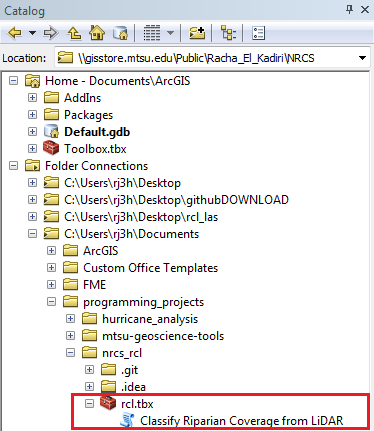 Catalog
Location: \\gisstore.mtsu.edu\Public\Racha_El_Kadiri\NRCS
Home - Documents\ArcGIS
AddIns
Packages
Default.gdb
Toolbox.tbx
Folder Connections
C:\Users\rj3h\Desktop
C:\Users\rj3h\Desktop\githubDOWNLOAD
C:\Users\rj3h\Desktop\rcl_las
C:\Users\rj3h\Documents
ArcGIS
Custom Office Templates
FME
programming_projects
hurricane_analysis
mtsu-geoscience-tools
nrcs_rcl
.git
.idea
rcl.tbx
Classify Riparian Coverage from LiDAR